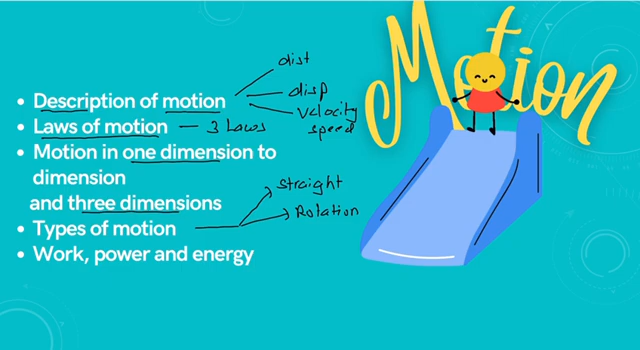 Motion
dist
disp
• Description of motion
velocity
speed
• Laws of motion — 3 Laws
• Motion in one dimension to
dimension
and three dimensions
straight
• Types of motion
Rotation
• Work, power and energy